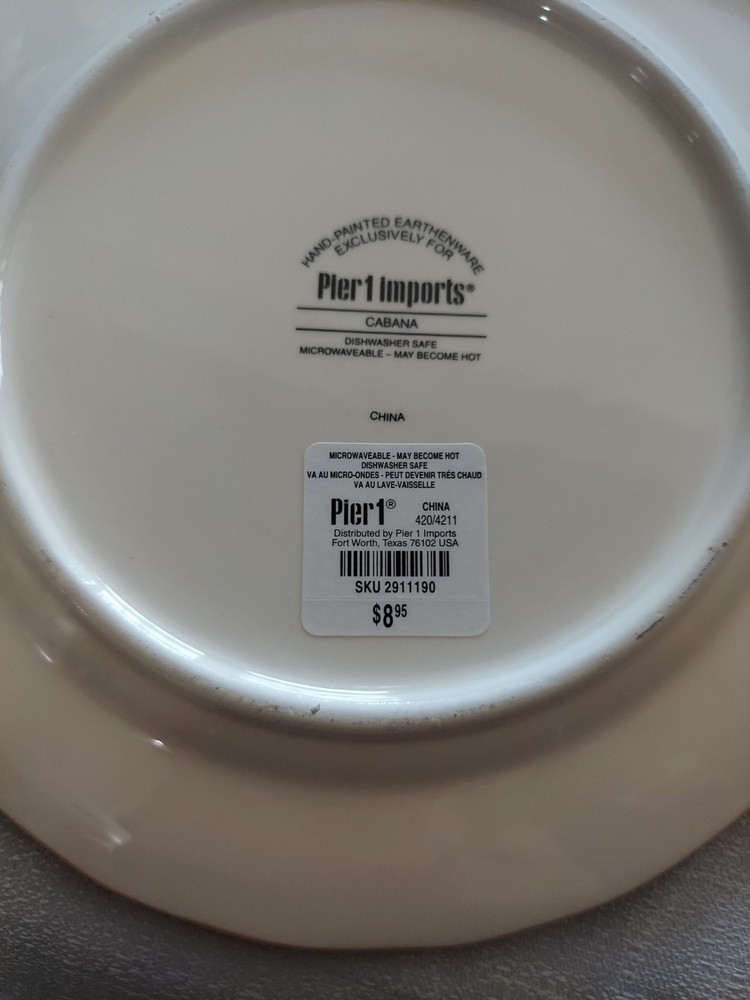 HAND-PAINTED EARTHENWARE
EXCLUSIVELY FOR
Pier 1 imports®
CABANA
DISHWASHER SAFE
MICROWAVEABLE – MAY BECOME HOT
CHINA
MICROWAVEABLE - MAY BECOME HOT
DISHWASHER SAFE
VA AU MICRO-ONDES - PEUT DEVENIR TRÉS CHAUD
VA AU LAVE-VAISSELLE
Pier1® CHINA
420/4211
Distributed by Pier 1 Imports
Fort Worth, Texas 76102 USA
SKU 2911190
$895